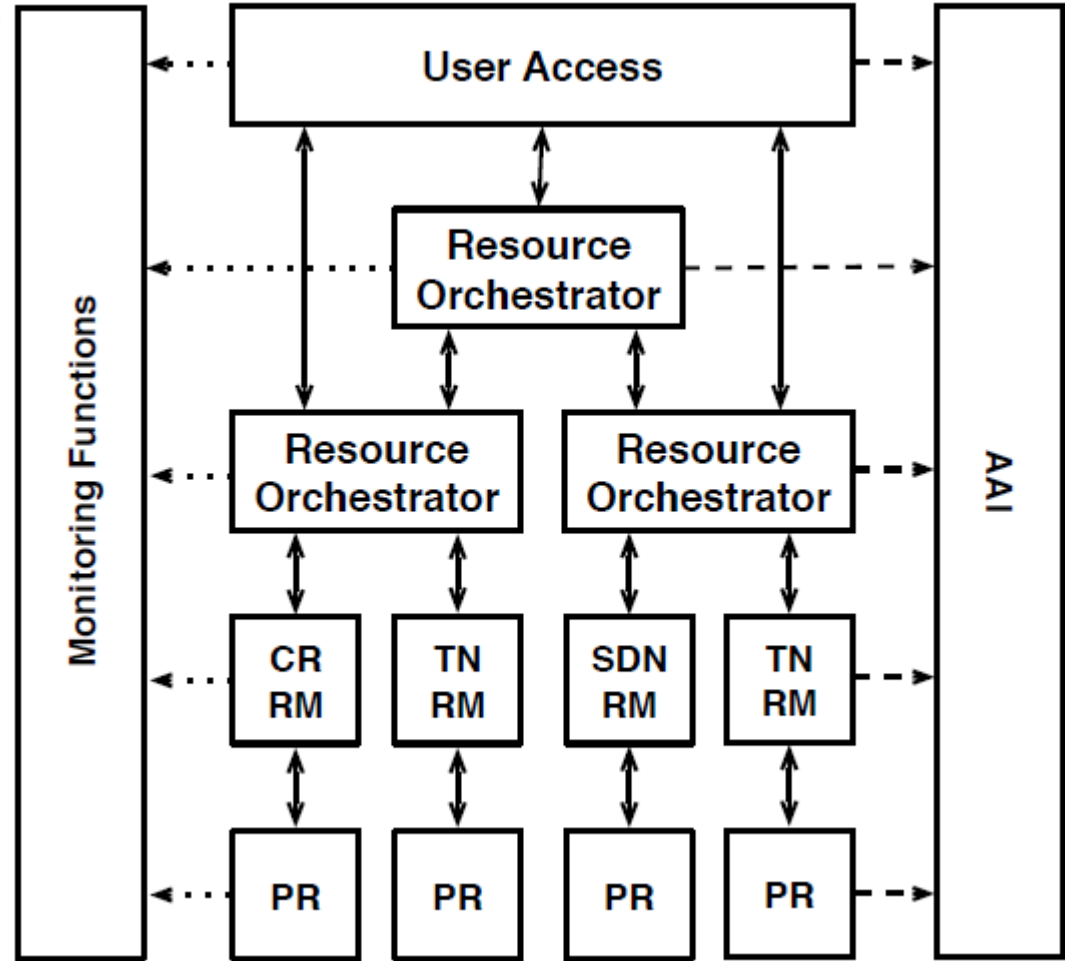 User Access
Resource
Orchestrator
Resource
Orchestrator
Resource
Orchestrator
CR
RM
TN
RM
SDN
RM
TN
RM
PR
PR
PR
PR
Monitoring Functions
AAI